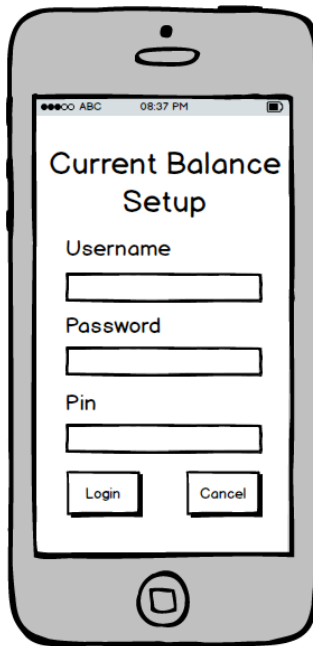 ABC 08:37 PM
Current Balance
Setup
Username
Password
Pin
Login Cancel